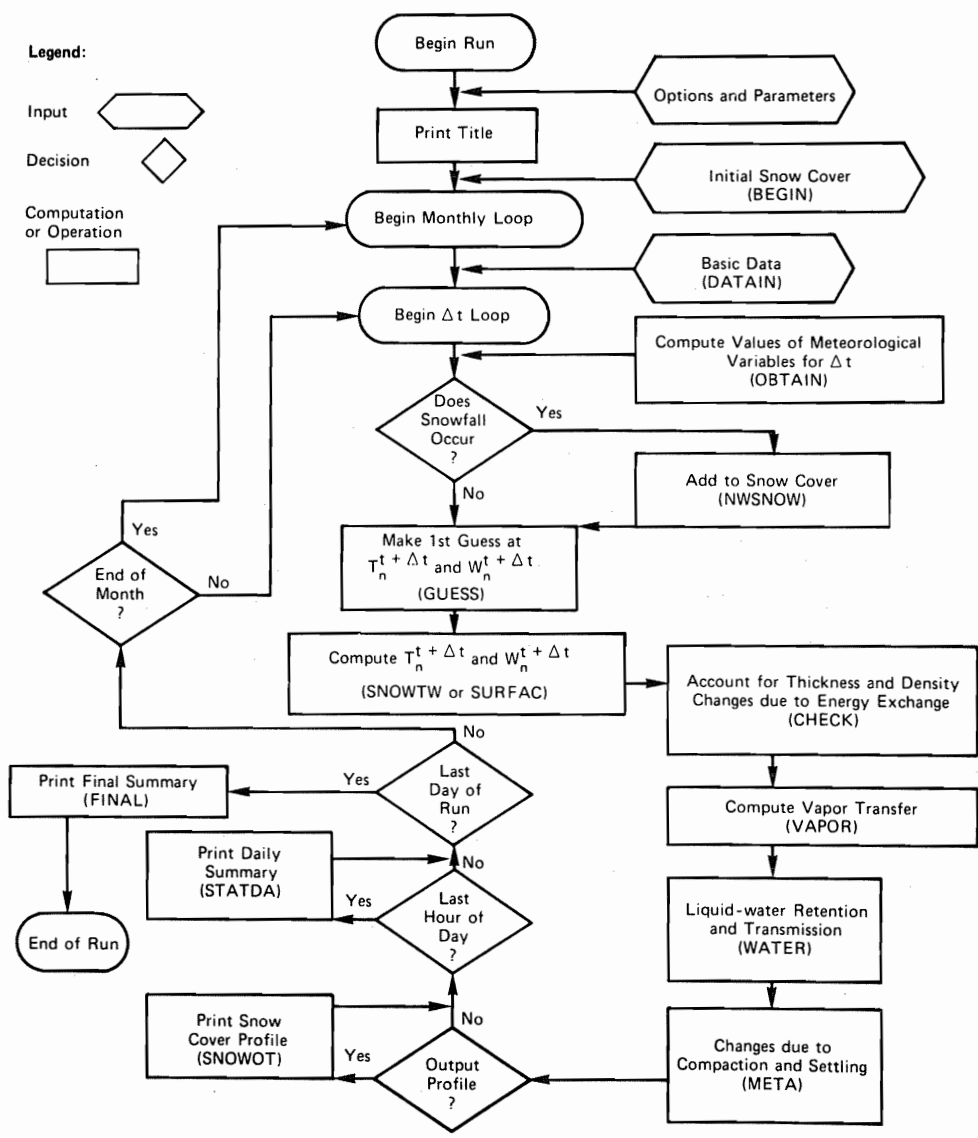 Legend:
Input
Decision
Computation
or Operation
Begin Run
Options and Parameters
Print Title
Initial Snow Cover
(BEGIN)
Begin Monthly Loop
Basic Data
(DATAIN)
Begin Δt Loop
Compute Values of Meteorological
Variables for Δt
(OBTAIN)
Does
Snowfall
Occur
?
Yes
No
Add to Snow Cover
(NWSNOW)
Make 1st Guess at
T_n^{t + Δt} and W_n^{t + Δt}
(GUESS)
Compute T_n^{t + Δt} and W_n^{t + Δt}
(SNOWTW or SURFAC)
Account for Thickness and Density
Changes due to Energy Exchange
(CHECK)
Compute Vapor Transfer
(VAPOR)
Liquid-water Retention
and Transmission
(WATER)
Changes due to
Compaction and Settling
(META)
Output
Profile
?
Yes
No
Print Snow
Cover Profile
(SNOWOT)
Last
Hour of
Day
?
Yes
No
Print Daily
Summary
(STATDA)
Last
Day of
Run
?
Yes
No
Print Final Summary
(FINAL)
End of Run
End of
Month
?
Yes
No